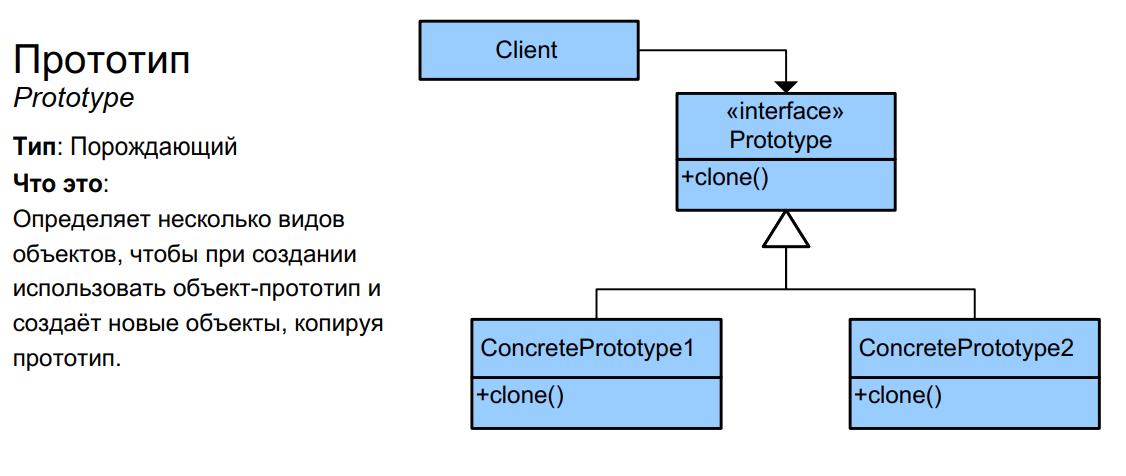 Прототип
Prototype
Тип: Порождающий
Что это:
Определяет несколько видов
объектов, чтобы при создании
использовать объект-прототип и
создаёт новые объекты, копируя
прототип.
Client
«interface»
Prototype
+clone()
ConcretePrototype1
+clone()
ConcretePrototype2
+clone()